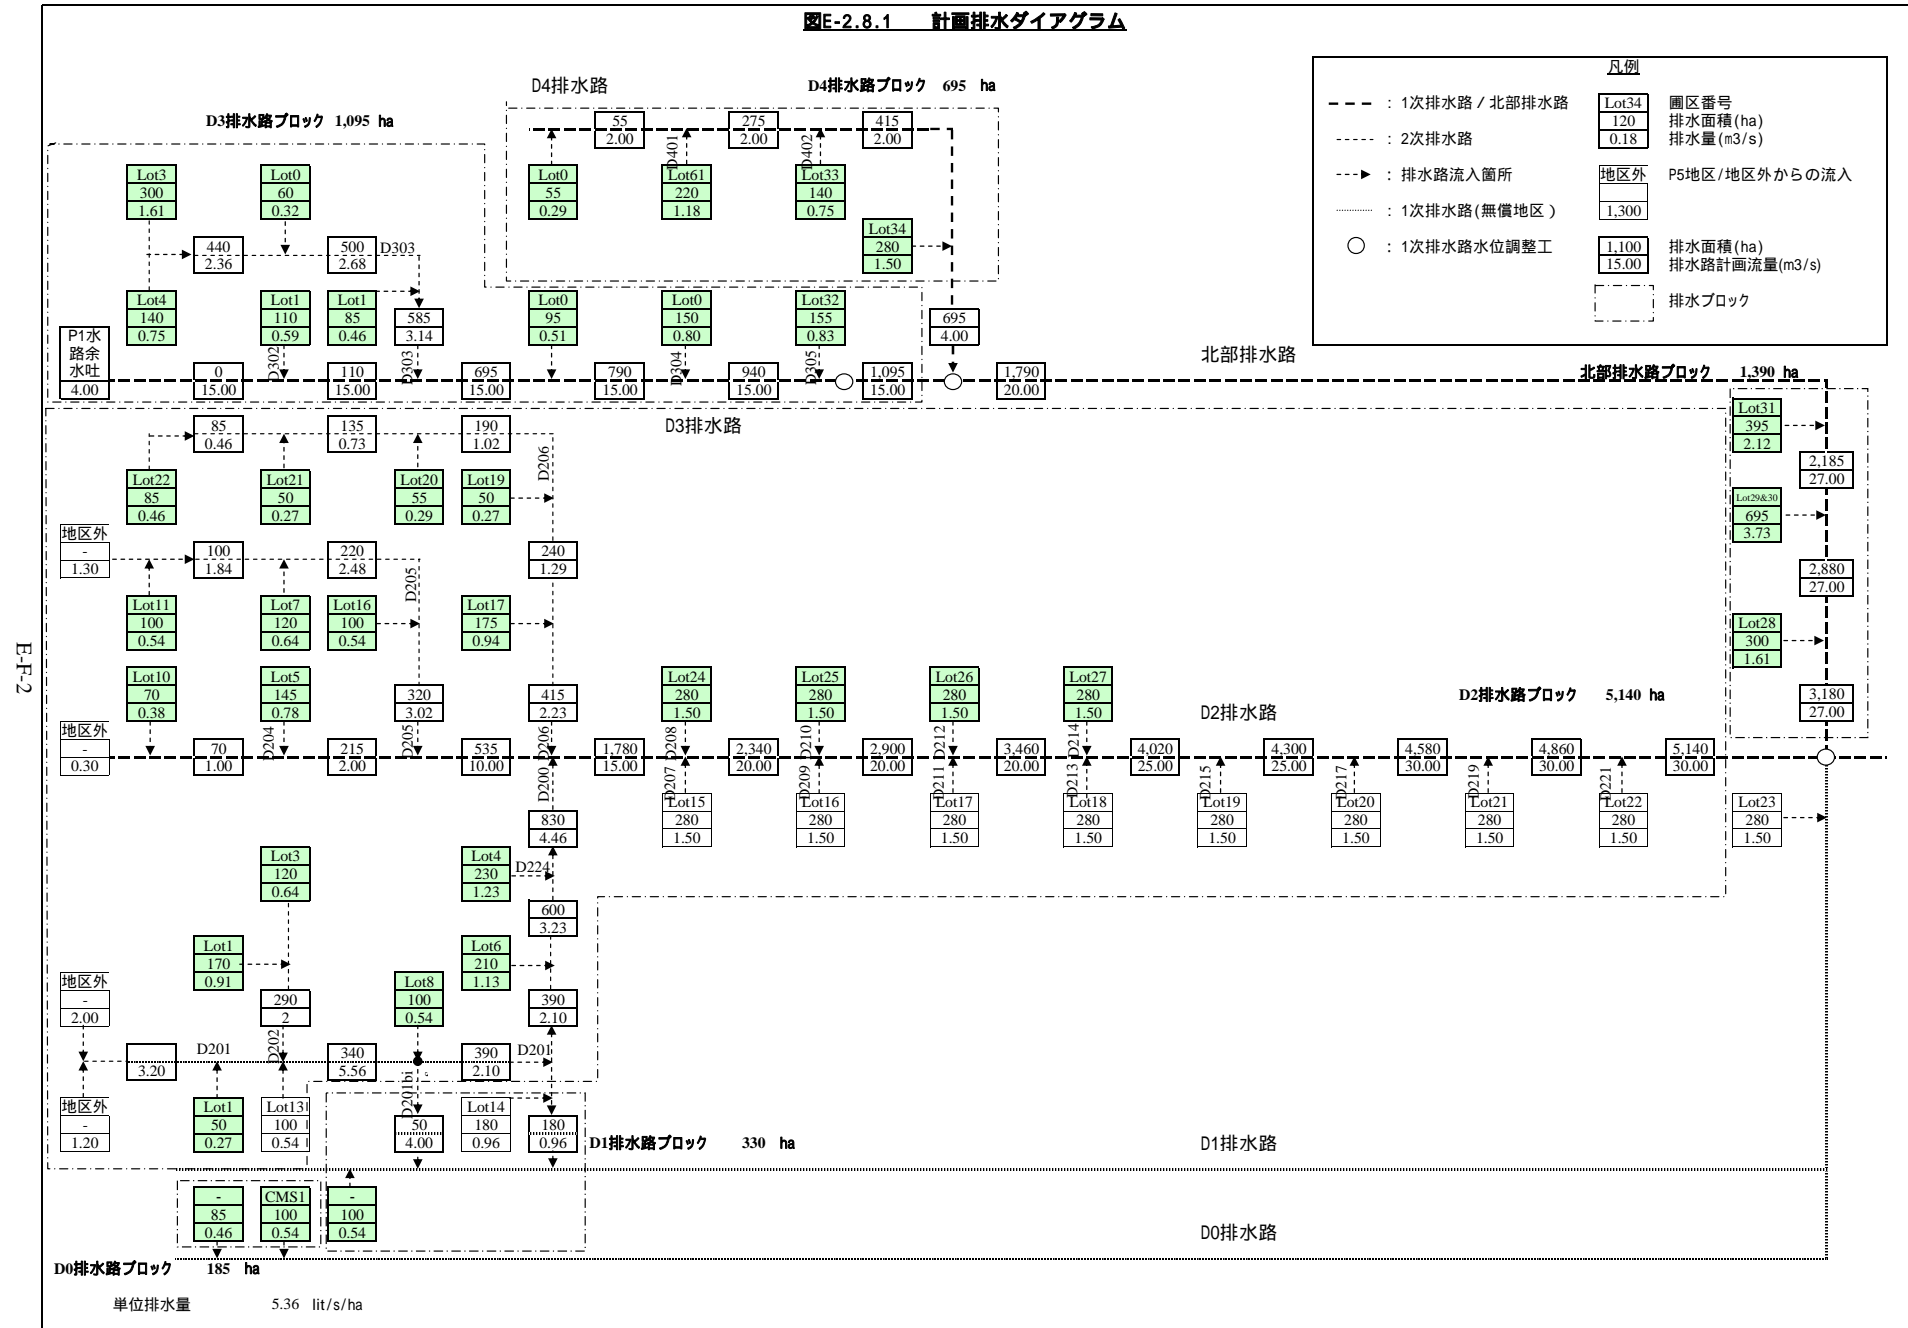 図E-2.8.1 計画排水ダイアグラム
凡例
: 1次排水路 / 北部排水路
: 2次排水路
: 排水路流入箇所
: 1次排水路(無償地区)
: 1次排水路水位調整工
Lot34 圃区番号
120 排水面積(ha)
0.18 排水量(m3/s)
地区外 P5地区/地区外からの流入
1,300
1,100 排水面積(ha)
15.00 排水路計画流量(m3/s)
排水ブロック
D4排水路
D4排水路ブロック 695 ha
55
2.00
275
2.00
415
2.00
D401
D402
Lot0
55
0.29
Lot61
220
1.18
Lot33
140
0.75
Lot34
280
1.50
695
4.00
D3排水路ブロック 1,095 ha
Lot3
300
1.61
Lot0
60
0.32
440
2.36
500
2.68
D303
Lot4
140
0.75
Lot1
110
0.59
Lot1
85
0.46
585
3.14
Lot0
95
0.51
Lot0
150
0.80
Lot32
155
0.83
P1水
路余
水吐
4.00
D302
D303
D304
D305
0
15.00
110
15.00
695
15.00
790
15.00
940
15.00
1,095
15.00
1,790
20.00
北部排水路
北部排水路ブロック 1,390 ha
D3排水路
Lot31
395
2.12
2,185
27.00
Lot29&30
695
3.73
2,880
27.00
Lot28
300
1.61
3,180
27.00
85
0.46
135
0.73
190
1.02
D206
Lot22
85
0.46
Lot21
50
0.27
Lot20
55
0.29
Lot19
50
0.27
地区外
-
1.30
100
1.84
220
2.48
240
1.29
D205
Lot11
100
0.54
Lot7
120
0.64
Lot16
100
0.54
Lot17
175
0.94
Lot10
70
0.38
Lot5
145
0.78
320
3.02
415
2.23
Lot24
280
1.50
Lot25
280
1.50
Lot26
280
1.50
Lot27
280
1.50
D2排水路
D2排水路ブロック 5,140 ha
地区外
-
0.30
D204
D205
D206
D208
D210
D212
D214
70
1.00
215
2.00
535
10.00
1,780
15.00
2,340
20.00
2,900
20.00
3,460
20.00
4,020
25.00
4,300
25.00
4,580
30.00
4,860
30.00
5,140
30.00
D200
D207
D209
D211
D213
D215
D217
D219
D221
Lot15
280
1.50
Lot16
280
1.50
Lot17
280
1.50
Lot18
280
1.50
Lot19
280
1.50
Lot20
280
1.50
Lot21
280
1.50
Lot22
280
1.50
Lot23
280
1.50
830
4.46
Lot3
120
0.64
Lot4
230
1.23
D224
600
3.23
Lot1
170
0.91
Lot6
210
1.13
地区外
-
2.00
290
2
Lot8
100
0.54
390
2.10
D202
3.20
D201
340
5.56
390
2.10
D201
D201bi
s
地区外
-
1.20
Lot1
50
0.27
Lot13
100
0.54
50
4.00
Lot14
180
0.96
180
0.96
D1排水路ブロック 330 ha
D1排水路
-
85
0.46
CMS1
100
0.54
-
100
0.54
D0排水路
D0排水路ブロック 185 ha
単位排水量 5.36 lit/s/ha
E-F-2